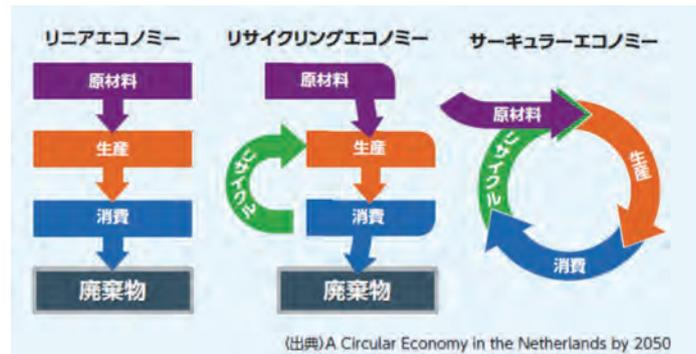 リニアエコノミー
原材料
生産
消費
廃棄物
リサイクリングエコノミー
原材料
生産
リサイクル
消費
廃棄物
サーキュラーエコノミー
原材料
生産
消費
リサイクル
(出典)A Circular Economy in the Netherlands by 2050